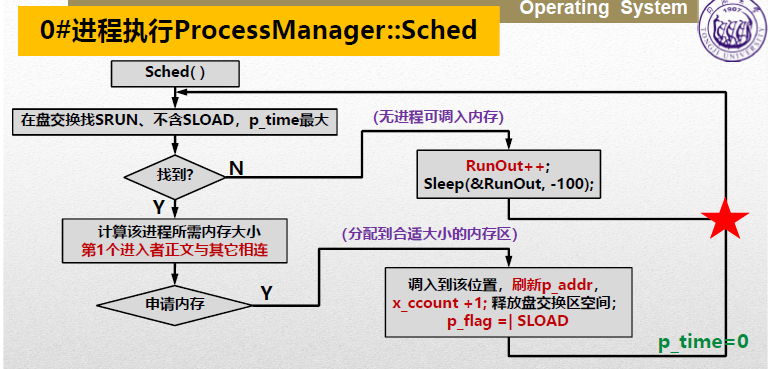 Operating System
0#进程执行ProcessManager::Sched
1907
TONGJI UNIVERSITY
Sched( )
在盘交换找SRUN、不含SLOAD，p_time最大
(无进程可调入内存)
找到?
N
RunOut++;
Sleep(&RunOut, -100);
Y
计算该进程所需内存大小
第1个进入者正文与其它相连
(分配到合适大小的内存区)
申请内存
Y
调入到该位置，刷新p_addr，
x_ccount +1; 释放盘交换区空间；
p_flag =| SLOAD
p_time=0